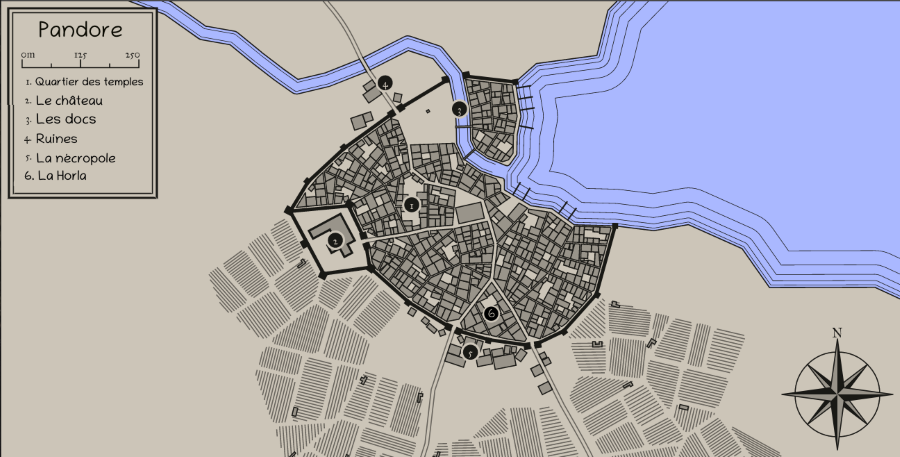 Pandore
0m 125 250
1. Quartier des temples
2. Le château
3. Les docs
4 Ruines
5. La nécropole
6. La Horla
4
3
1
2
6
5
N